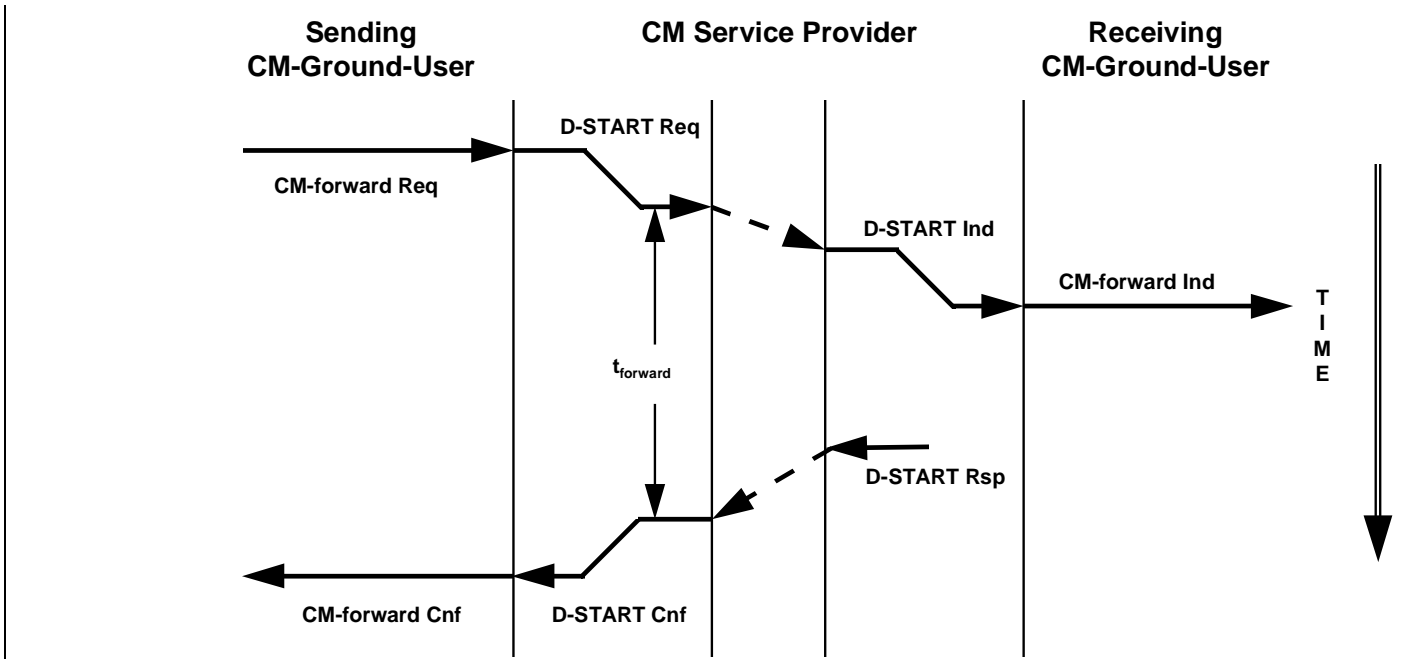 Sending
CM-Ground-User
CM Service Provider
Receiving
CM-Ground-User
D-START Req
CM-forward Req
D-START Ind
CM-forward Ind
T
I
M
E
tforward
D-START Rsp
CM-forward Cnf
D-START Cnf